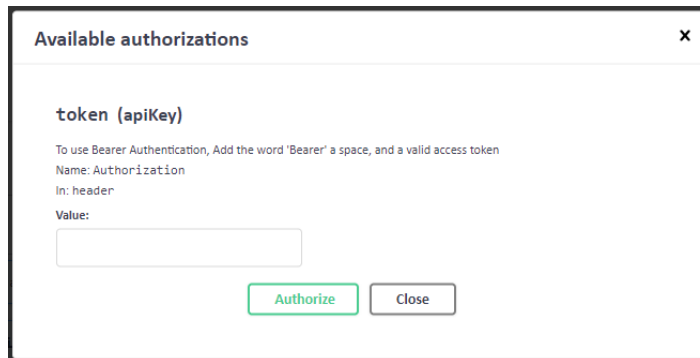 Available authorizations
×
token (apiKey)
To use Bearer Authentication, Add the word 'Bearer' a space, and a valid access token
Name: Authorization
In: header
Value:
Authorize Close